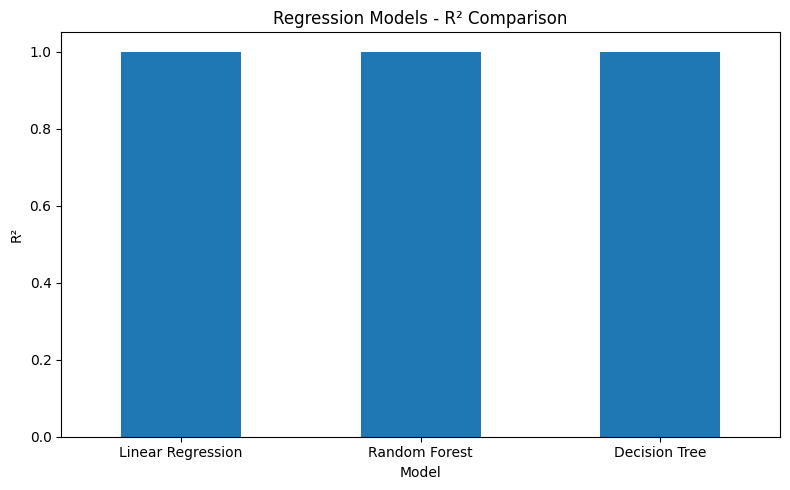 Regression Models - R² Comparison
1.0
0.8
0.6
0.4
0.2
0.0
R²
Linear Regression
Random Forest
Decision Tree
Model